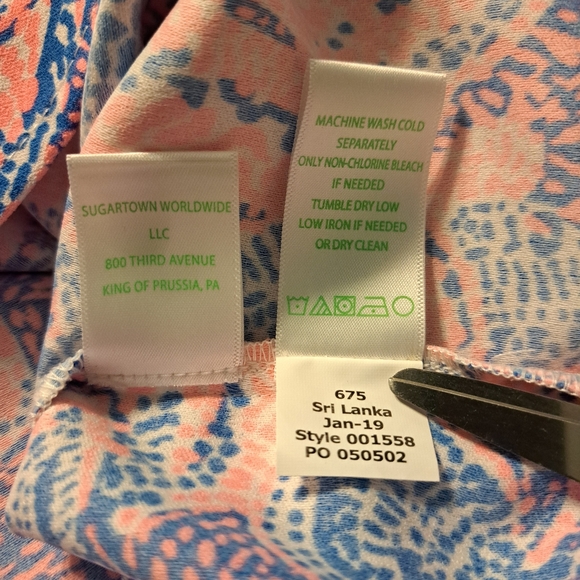 SUGARTOWN WORLDWIDE
LLC
800 THIRD AVENUE
KING OF PRUSSIA, PA
MACHINE WASH COLD
SEPARATELY
ONLY NON-CHLORINE BLEACH
IF NEEDED
TUMBLE DRY LOW
LOW IRON IF NEEDED
OR DRY CLEAN
675
Sri Lanka
Jan-19
Style 001558
PO 050502